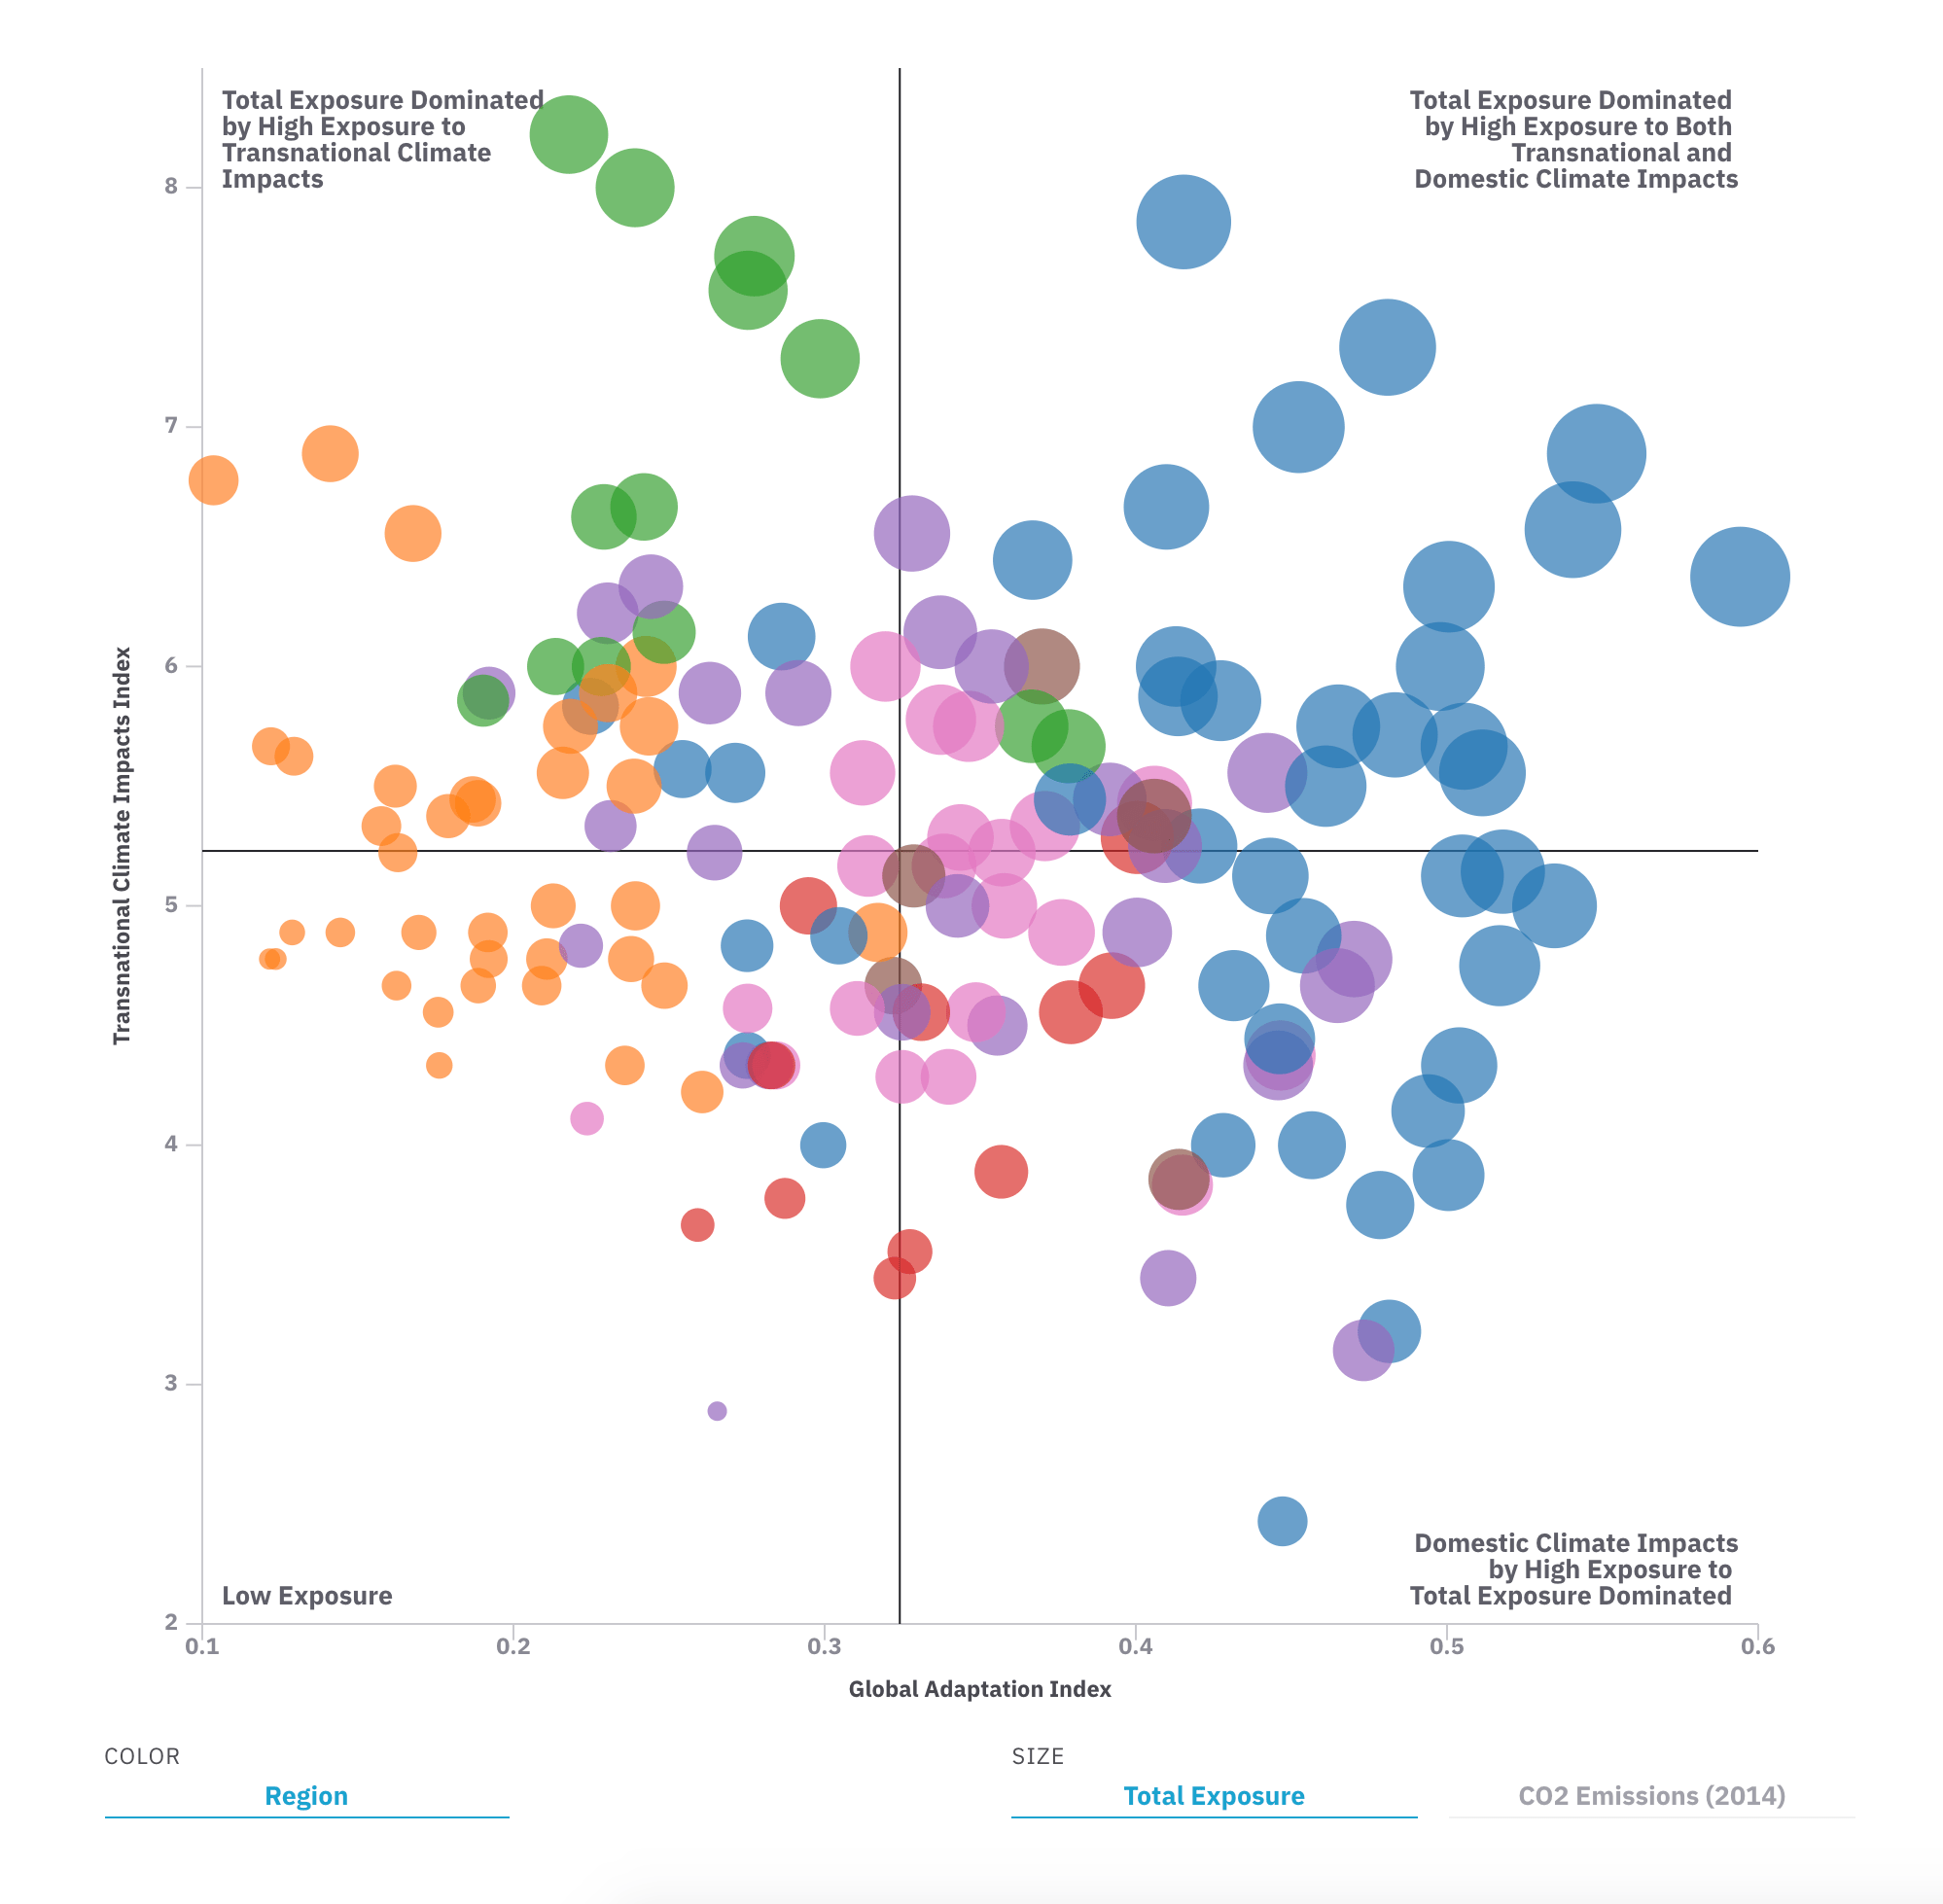 Total Exposure Dominated
by High Exposure to
Transnational Climate
Impacts
Total Exposure Dominated
by High Exposure to Both
Transnational and
Domestic Climate Impacts
8
7
6
5
4
3
2
Transnational Climate Impacts Index
Low Exposure
Domestic Climate Impacts
by High Exposure to
Total Exposure Dominated
0.1
0.2
0.3
0.4
0.5
0.6
Global Adaptation Index
COLOR
Region
SIZE
Total Exposure
CO2 Emissions (2014)